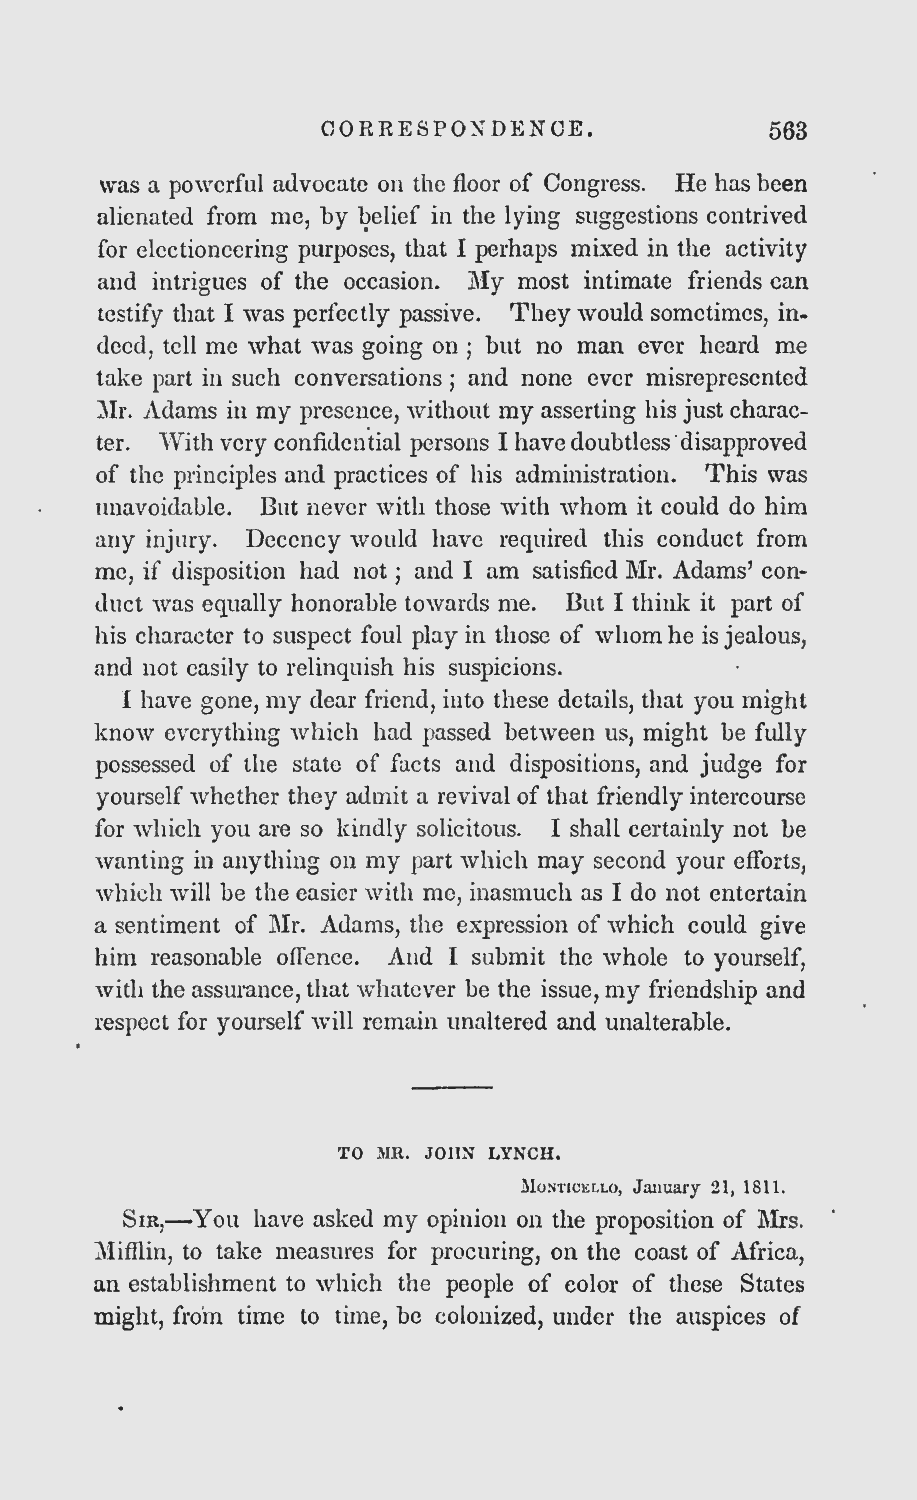 CORRESPONDENCE. 563
was a powerful advocate on the floor of Congress. He has been
alienated from me, by belief in the lying suggestions contrived
for electioneering purposes, that I perhaps mixed in the activity
and intrigues of the occasion. My most intimate friends can
testify that I was perfectly passive. They would sometimes, in-
deed, tell me what was going on ; but no man ever heard me
take part in such conversations ; and none ever misrepresented
Mr. Adams in my presence, without my asserting his just charac-
ter. With very confidential persons I have doubtless disapproved
of the principles and practices of his administration. This was
unavoidable. But never with those with whom it could do him
any injury. Decency would have required this conduct from
me, if disposition had not ; and I am satisfied Mr. Adams' con-
duct was equally honorable towards me. But I think it part of
his character to suspect foul play in those of whom he is jealous,
and not easily to relinquish his suspicions.
I have gone, my dear friend, into these details, that you might
know everything which had passed between us, might be fully
possessed of the state of facts and dispositions, and judge for
yourself whether they admit a revival of that friendly intercourse
for which you are so kindly solicitous. I shall certainly not be
wanting in anything on my part which may second your efforts,
which will be the easier with me, inasmuch as I do not entertain
a sentiment of Mr. Adams, the expression of which could give
him reasonable offence. And I submit the whole to yourself,
with the assurance, that whatever be the issue, my friendship and
respect for yourself will remain unaltered and unalterable.
TO MR. JOHN LYNCH.
MONTICELLO, January 21, 1811.
SIR,—You have asked my opinion on the proposition of Mrs.
Mifflin, to take measures for procuring, on the coast of Africa,
an establishment to which the people of color of these States
might, from time to time, be colonized, under the auspices of